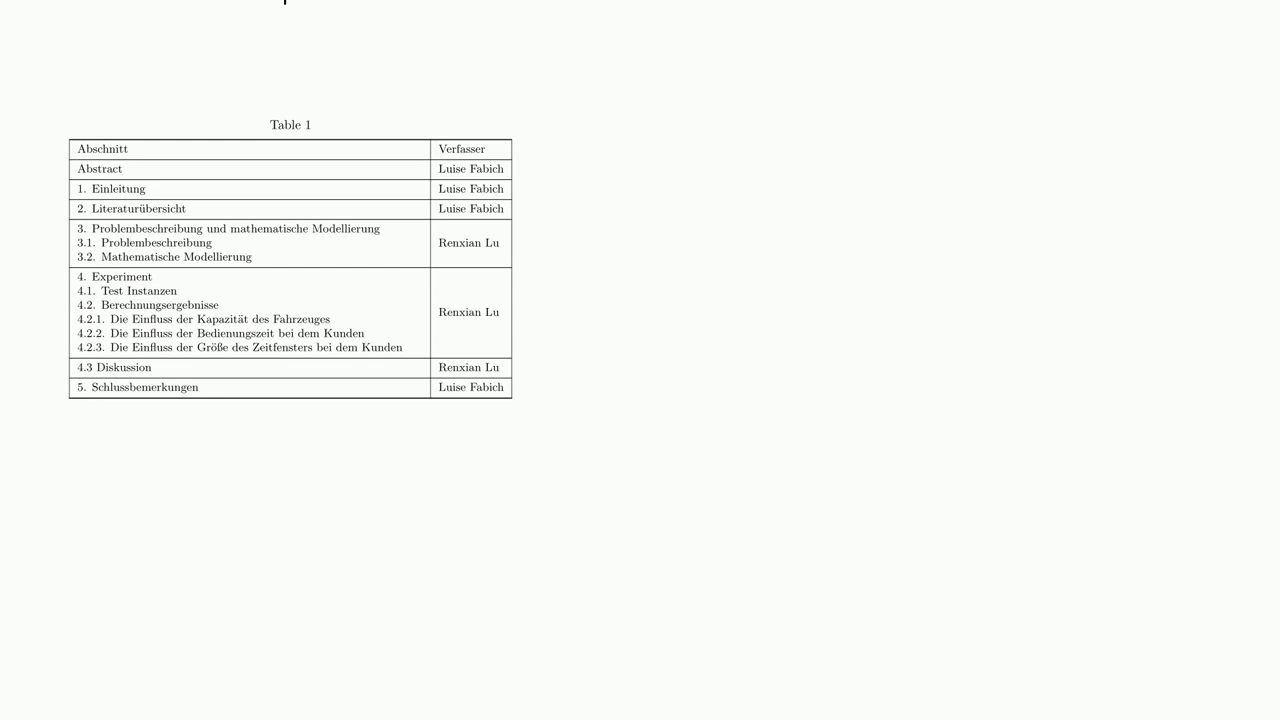 Table 1
Abschnitt Verfasser
Abstract Luise Fabich
1. Einleitung Luise Fabich
2. Literaturübersicht Luise Fabich
3. Problembeschreibung und mathematische Modellierung
3.1. Problembeschreibung Renxian Lu
3.2. Mathematische Modellierung
4. Experiment
4.1. Test Instanzen
4.2. Berechnungsergebnisse
4.2.1. Die Einfluss der Kapazität des Fahrzeuges Renxian Lu
4.2.2. Die Einfluss der Bedienungszeit bei dem Kunden
4.2.3. Die Einfluss der Größe des Zeitfensters bei dem Kunden
4.3 Diskussion Renxian Lu
5. Schlussbemerkungen Luise Fabich